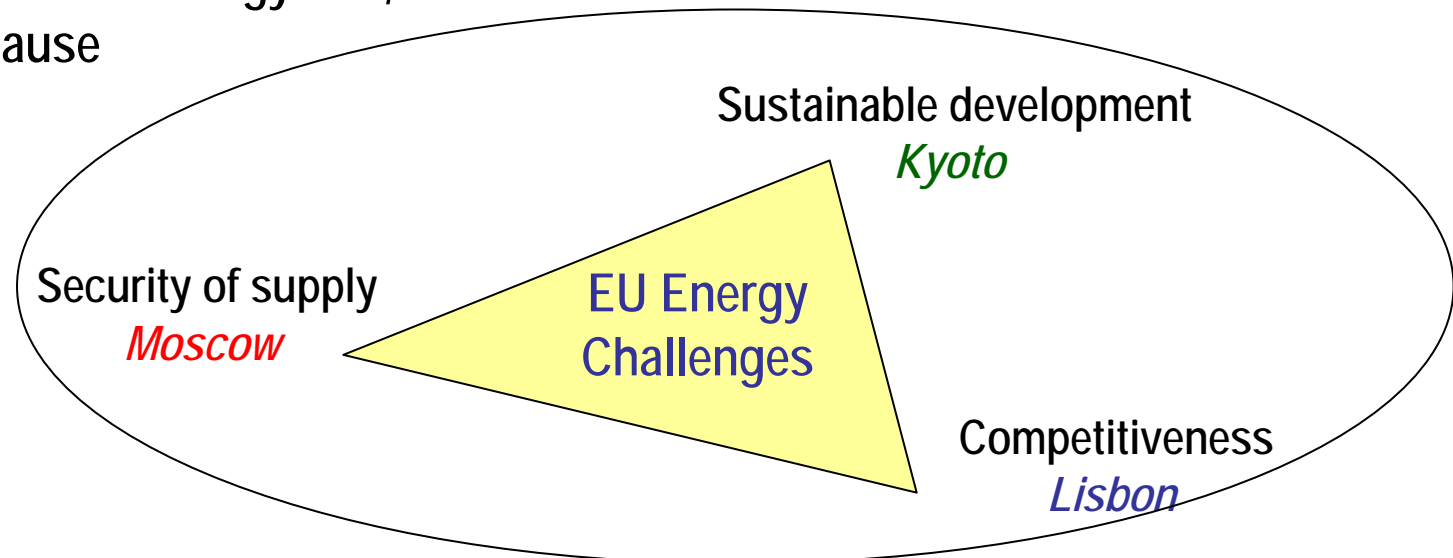 ause
Sustainable development
Kyoto
Security of supply
Moscow
EU Energy
Challenges
Competitiveness
Lisbon